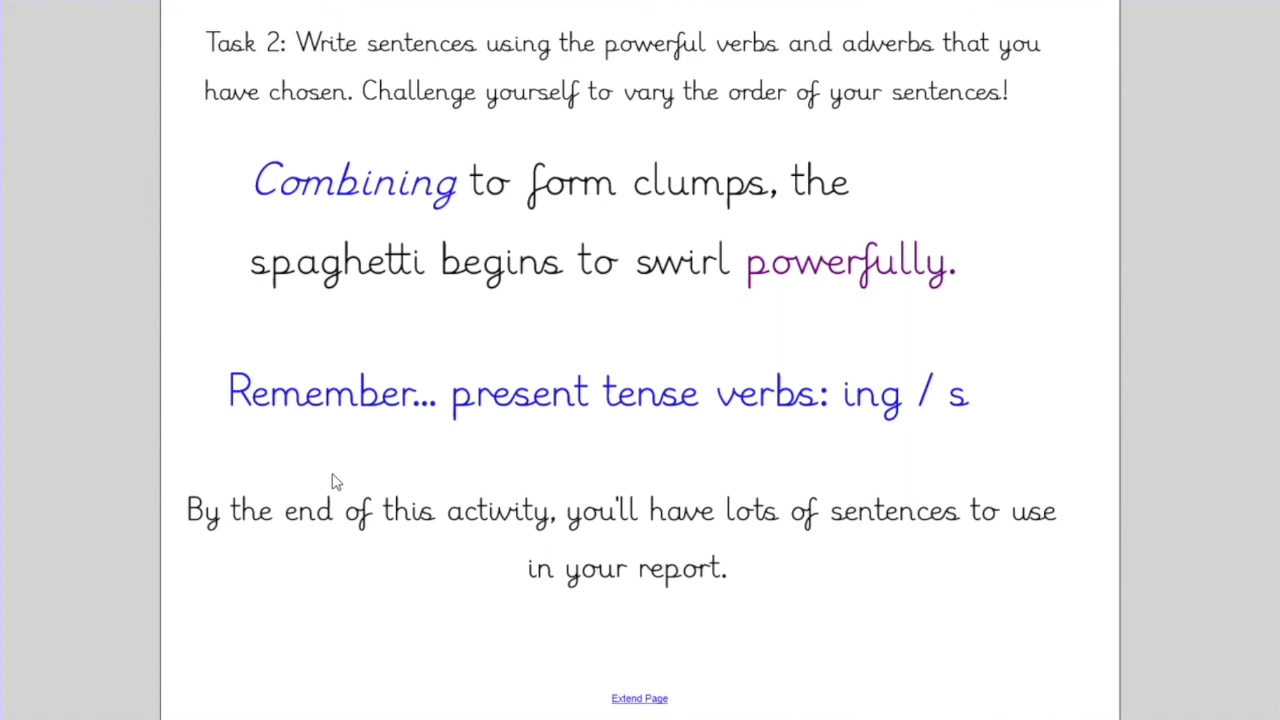 Task 2: Write sentences using the powerful verbs and adverbs that you
have chosen. Challenge yourself to vary the order of your sentences!
Combining to form clumps, the
spaghetti begins to swirl powerfully.
Remember... present tense verbs: ing / s
By the end of this activity, you'll have lots of sentences to use
in your report.
Extend Page